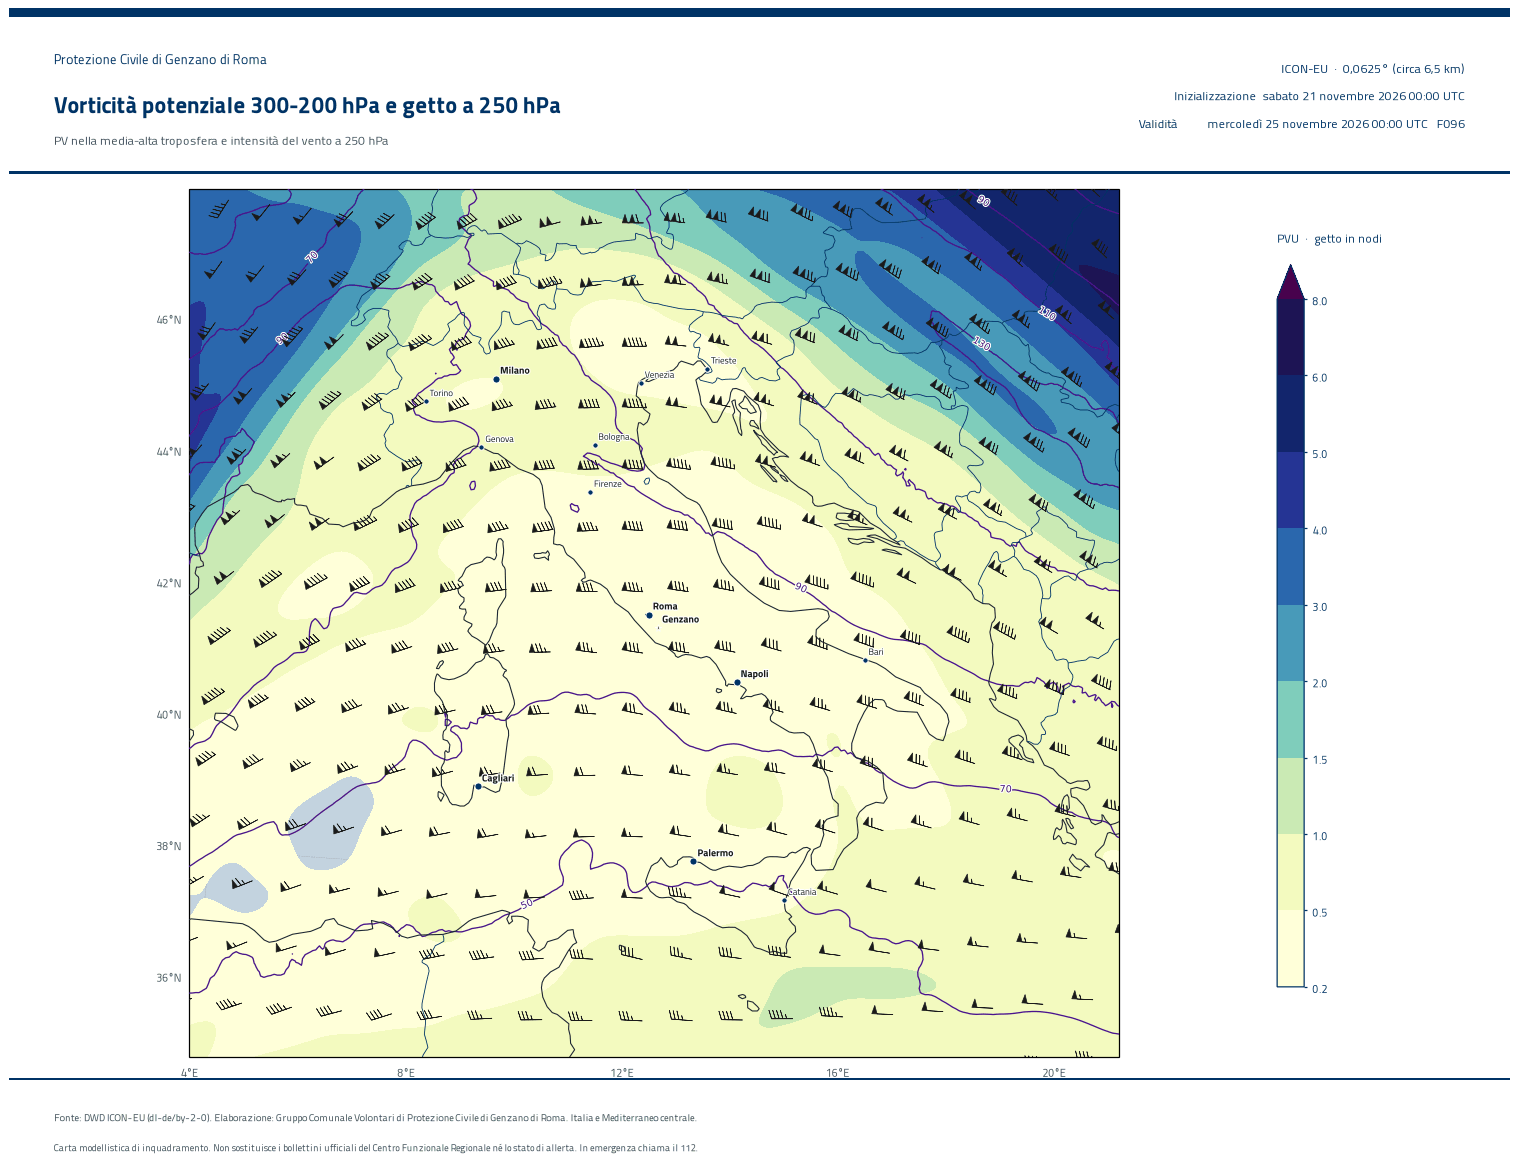 Protezione Civile di Genzano di Roma
Vorticità potenziale 300-200 hPa e getto a 250 hPa
PV nella media-alta troposfera e intensità del vento a 250 hPa
ICON-EU · 0,0625° (circa 6,5 km)
Inizializzazione sabato 21 novembre 2026 00:00 UTC
Validità mercoledì 25 novembre 2026 00:00 UTC F096
PVU · getto in nodi
8.0
6.0
5.0
4.0
3.0
2.0
1.5
1.0
0.5
0.2
46°N
44°N
42°N
40°N
38°N
36°N
4°E
8°E
12°E
16°E
20°E
90
70
110
130
90
70
50
Milano
Torino
Venezia
Trieste
Genova
Bologna
Firenze
Roma
Genzano
Napoli
Bari
Cagliari
Palermo
Catania
Fonte: DWD ICON-EU (dl-de/by-2-0). Elaborazione: Gruppo Comunale Volontari di Protezione Civile di Genzano di Roma. Italia e Mediterraneo centrale.
Carta modellistica di inquadramento. Non sostituisce i bollettini ufficiali del Centro Funzionale Regionale né lo stato di allerta. In emergenza chiama il 112.